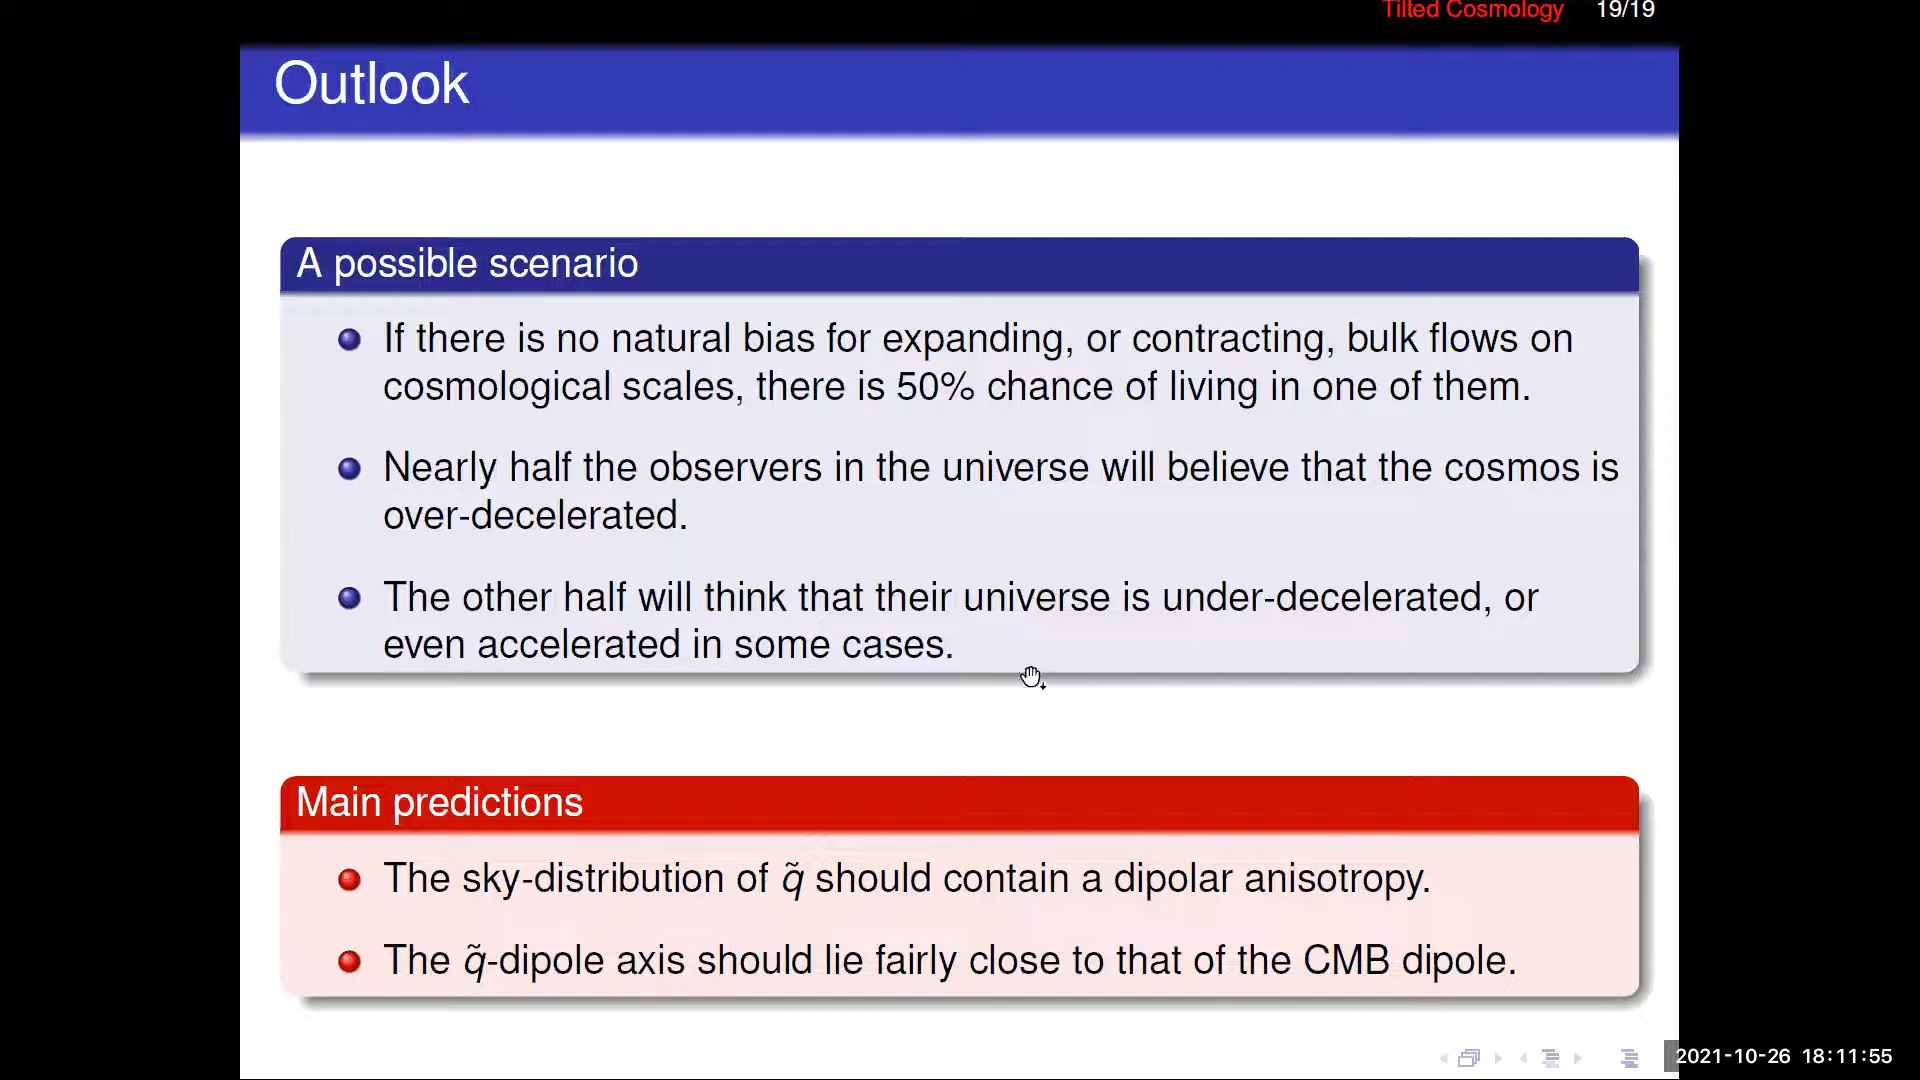 Tilted Cosmology 19/19
Outlook
A possible scenario
If there is no natural bias for expanding, or contracting, bulk flows on
cosmological scales, there is 50% chance of living in one of them.
Nearly half the observers in the universe will believe that the cosmos is
over-decelerated.
The other half will think that their universe is under-decelerated, or
even accelerated in some cases.
Main predictions
The sky-distribution of q̃ should contain a dipolar anisotropy.
The q̃-dipole axis should lie fairly close to that of the CMB dipole.
2021-10-26 18:11:55